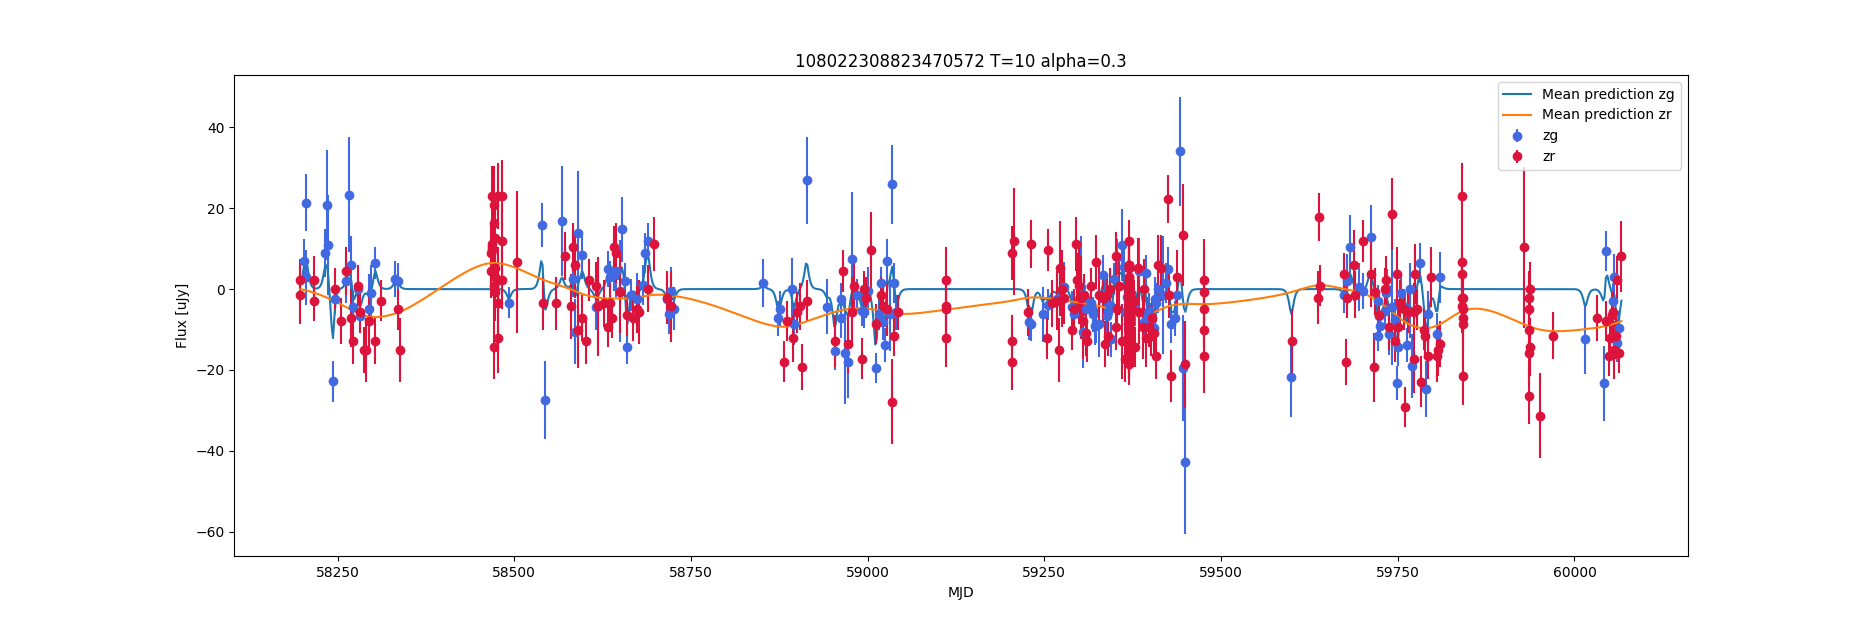 108022308823470572 T=10 alpha=0.3
Mean prediction zg
Mean prediction zr
zg
zr
Flux [uJy]
40
20
0
−20
−40
−60
58250
58500
58750
59000
59250
59500
59750
60000
MJD